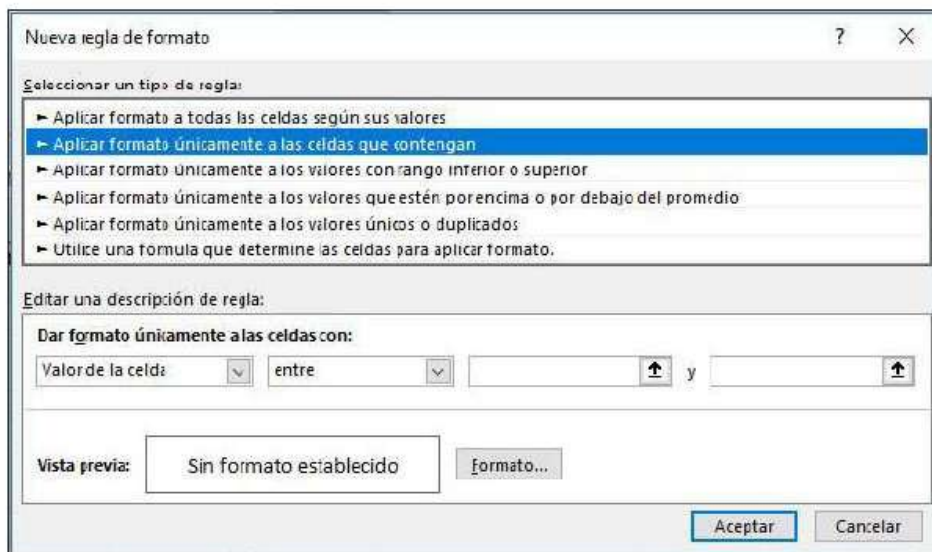 Nueva regla de formato ? X
Seleccionar un tipo de regla:
► Aplicar formato a todas las celdas según sus valores
► Aplicar formato únicamente a las celdas que contengan
► Aplicar formato únicamente a los valores con rango inferior o superior
► Aplicar formato únicamente a los valores que estén por encima o por debajo del promedio
► Aplicar formato únicamente a los valores únicos o duplicados
► Utilice una fórmula que determine las celdas para aplicar formato.
Editar una descripción de regla:
Dar formato únicamente a las celdas con:
Valor de la celda entre y
Vista previa: Sin formato establecido Formato...
Aceptar Cancelar